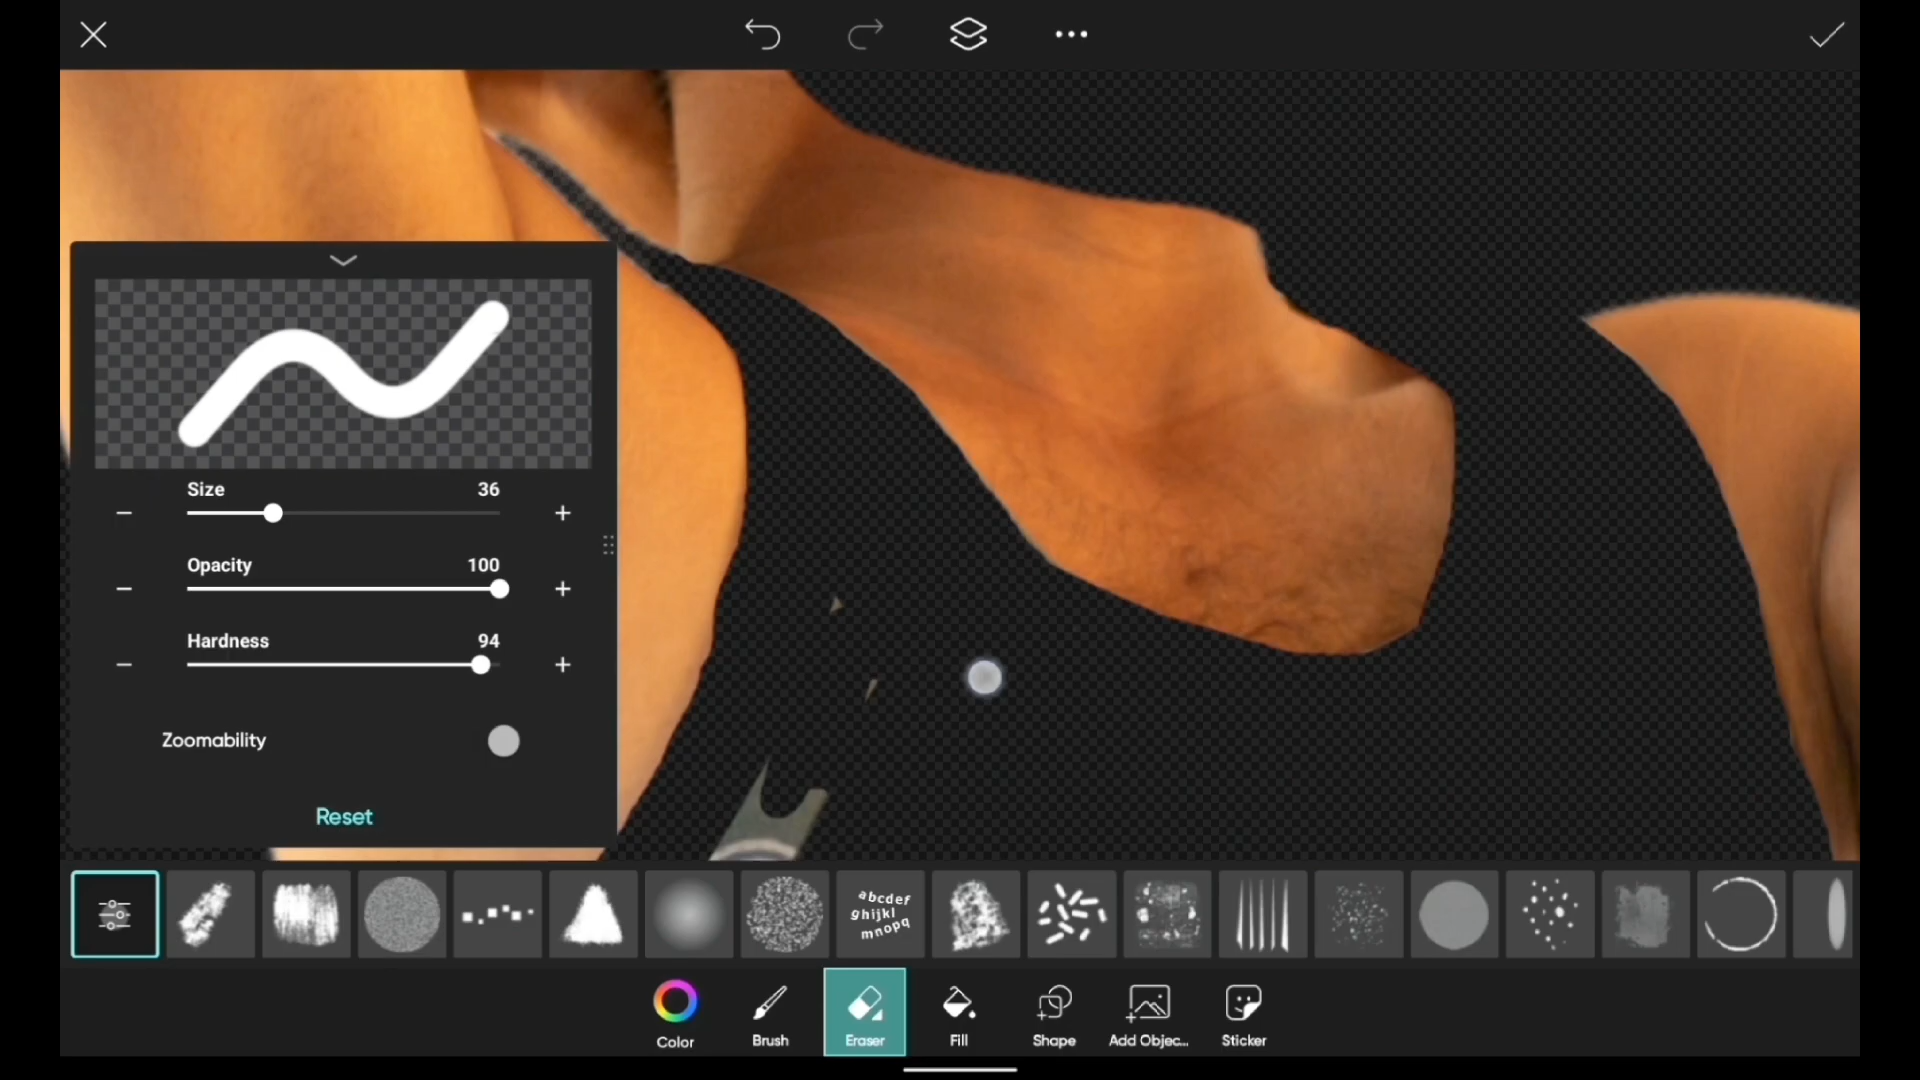 Size 36
Opacity 100
Hardness 94
Zoomability
Reset
abcdef
ghijkl
mnopq
Color
Brush
Eraser
Fill
Shape
Add Objec...
Sticker